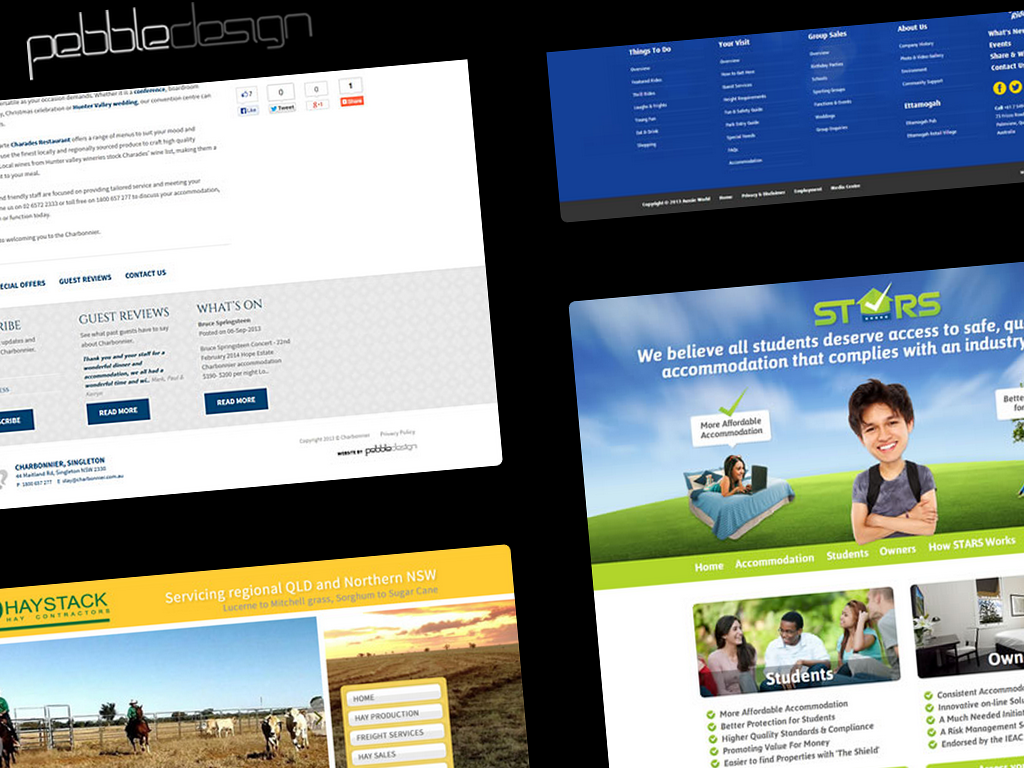 pebbledesign
ersatile as your occasion demands. Whether it is a conference, boardroom
, Christmas celebration or Hunter Valley wedding, our convention centre can
Charades Restaurant offers a range of menus to suit your mood and
use the finest locally and regionally sourced produce to craft high quality
Local wines from Hunter valley wineries stock Charades' wine list, making them a
t to your meal.
nd friendly staff are focused on providing tailored service and meeting your
ne us on 02 6572 2333 or toll free on 1800 657 277 to discuss your accommodation,
or function today.
to welcoming you to the Charbonnier.
57
0
0
1
Like
Tweet
+1
Share
ECIAL OFFERS
GUEST REVIEWS
CONTACT US
RIBE
updates and
Charbonnier.
ESS
SCRIBE
GUEST REVIEWS
See what past guests have to say
about Charbonnier.
Thank you and your staff for a
wonderful dinner and
accommodation, we all had a
wonderful time and wi.. Mark, Paul &
Kerrye
READ MORE
WHAT'S ON
Bruce Springsteen
Posted on 06-Sep-2013
Bruce Springsteen Concert - 22nd
February 2014 Hope Estate
Charbonnier accommodation
$190- $200 per night Lo...
READ MORE
Copyright 2013 © Charbonnier
Privacy Policy
WEBSITE BY pebbledesign
CHARBONNIER, SINGLETON
44 Maitland Rd, Singleton NSW 2330
P 1800 657 277 E stay@charbonnier.com.au
Things To Do
Overview
Featured Rides
Thrill Rides
Laughs & Frights
Young Fun
Eat & Drink
Shopping
Your Visit
Overview
How to Get Here
Guest Services
Height Requirements
Fun & Safety Guide
Park Entry Guide
Special Needs
FAQs
Accommodation
Group Sales
Overview
Birthday Parties
Schools
Sporting Groups
Functions & Events
Weddings
Group Enquiries
About Us
Company History
Photo & Video Gallery
Environment
Community Support
Ettamogah
Ettamogah Pub
Ettamogah Retail Village
What's New
Events
Share & W
Contact Us
Australia
Copyright © 2013 Aussie World
Home
Privacy & Disclaimer
Employment
Media Centre
STARS
We believe all students deserve access to safe, qu
accommodation that complies with an industry
More Affordable
Accommodation
Bette
for
Home
Accommodation
Students
Owners
How STARS Works
Students
More Affordable Accommodation
Better Protection for Students
Higher Quality Standards & Compliance
Promoting Value For Money
Easier to find Properties with 'The Shield'
Own
Consistent Accommoda
Innovative on-line Solu
A Much Needed Initiat
A Risk Management S
Endorsed by the IEAC
HAYSTACK
HAY CONTRACTORS
Servicing regional QLD and Northern NSW
Lucerne to Mitchell grass, Sorghum to Sugar Cane
HOME
HAY PRODUCTION
FREIGHT SERVICES
HAY SALES